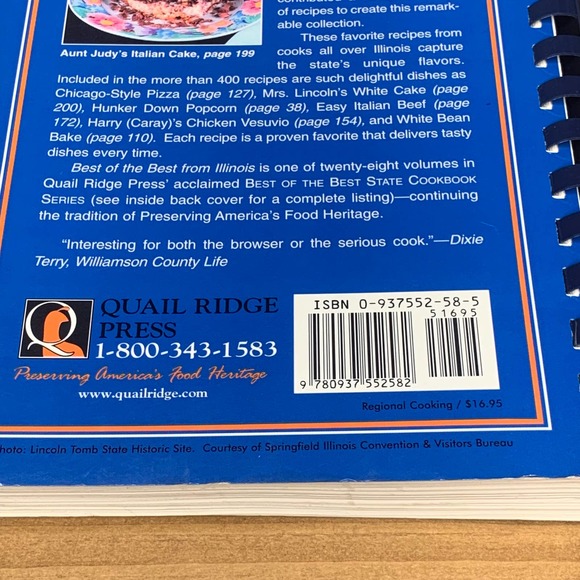 of recipes to create this remark-
able collection.
These favorite recipes from
cooks all over Illinois capture
the state's unique flavors.
Aunt Judy's Italian Cake, page 199
Included in the more than 400 recipes are such delightful dishes as
Chicago-Style Pizza (page 127), Mrs. Lincoln's White Cake (page
200), Hunker Down Popcorn (page 38), Easy Italian Beef (page
172), Harry (Caray)'s Chicken Vesuvio (page 154), and White Bean
Bake (page 110). Each recipe is a proven favorite that delivers tasty
dishes every time.
Best of the Best from Illinois is one of twenty-eight volumes in
Quail Ridge Press' acclaimed BEST OF THE BEST STATE COOKBOOK
SERIES (see inside back cover for a complete listing)—continuing
the tradition of Preserving America's Food Heritage.
"Interesting for both the browser or the serious cook."—Dixie
Terry, Williamson County Life
QUAIL RIDGE
PRESS
1-800-343-1583
Preserving America's Food Heritage
www.quailridge.com
ISBN 0-937552-58-5
51695
9 780937 552582
Regional Cooking / $16.95
Photo: Lincoln Tomb State Historic Site. Courtesy of Springfield Illinois Convention & Visitors Bureau